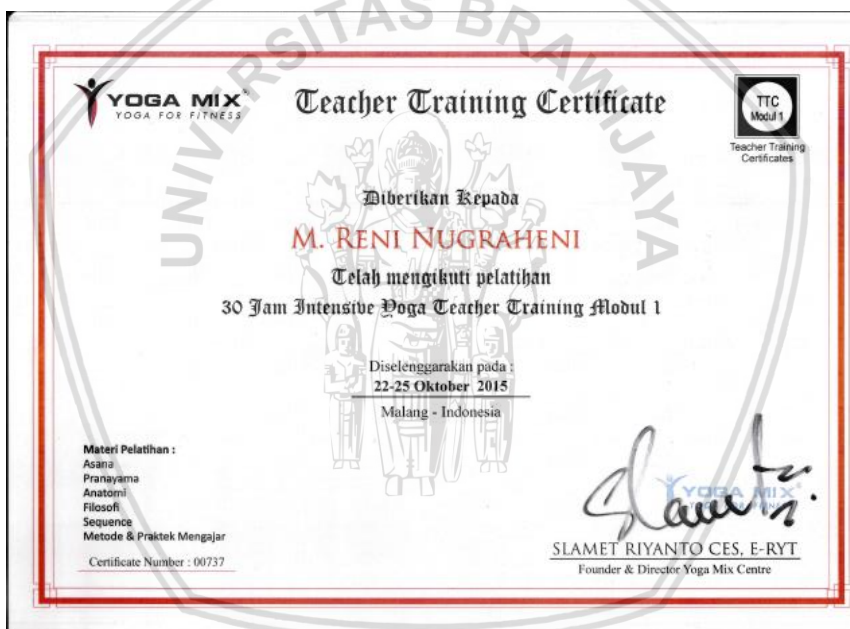 UNIVERSITAS BRAWIJAYA
YOGA MIX
YOGA FOR FITNESS
Teacher Training Certificate
TTC
Modul 1
Teacher Training
Certificates
Diberikan Kepada
M. RENI NUGRAHENI
Telah mengikuti pelatihan
30 Jam Intensive Yoga Teacher Training Modul 1
Diselenggarakan pada :
22-25 Oktober 2015
Malang - Indonesia
Materi Pelatihan :
Asana
Pranayama
Anatomi
Filosofi
Sequence
Metode & Praktek Mengajar
Certificate Number : 00737
YOGA MIX
SLAMET RIYANTO CES, E-RYT
Founder & Director Yoga Mix Centre